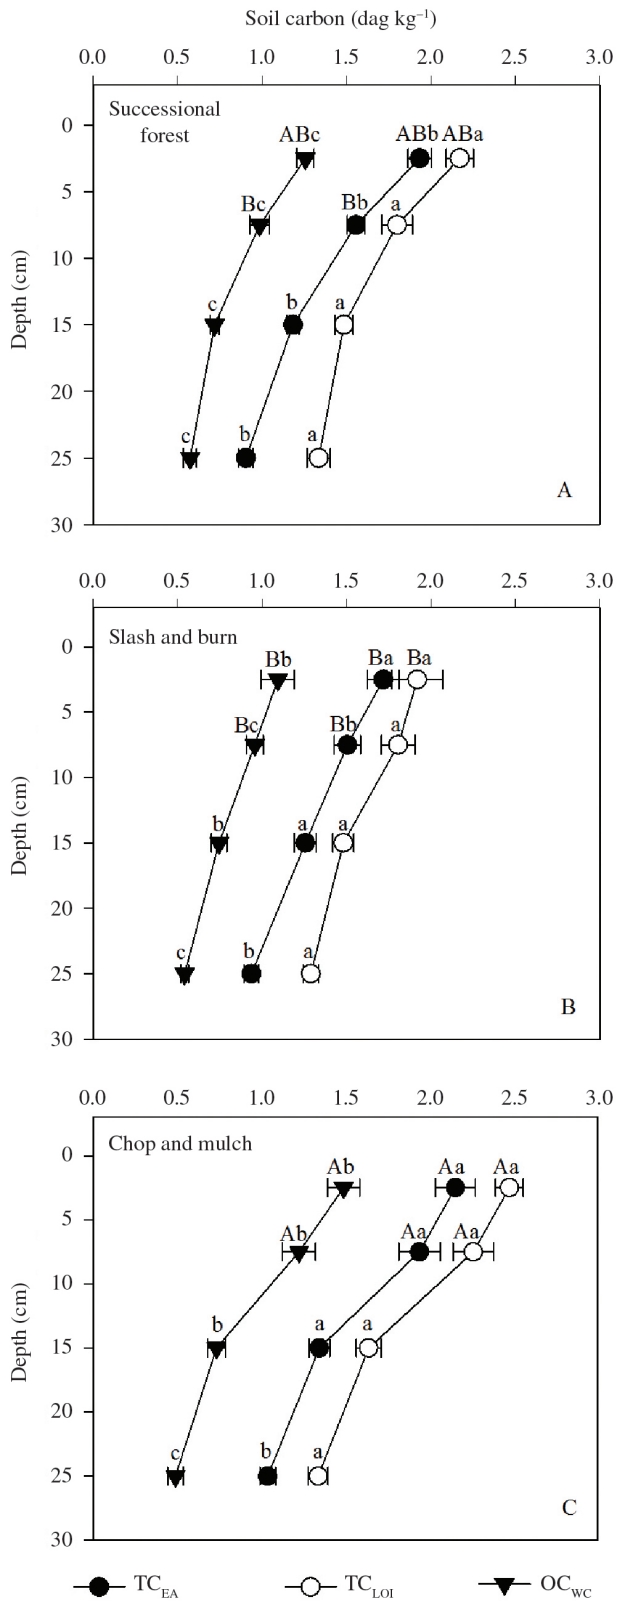 Soil carbon (dag kg⁻¹)
0.0 0.5 1.0 1.5 2.0 2.5 3.0
Successional
forest
Depth (cm)
0
5
10
15
20
25
30
ABc ABb ABa
Bc Bb a
c b a
c b a
A
0.0 0.5 1.0 1.5 2.0 2.5 3.0
Slash and burn
Depth (cm)
0
5
10
15
20
25
30
Bb Ba Ba
Bc Bb a
b a a
c b a
B
0.0 0.5 1.0 1.5 2.0 2.5 3.0
Chop and mulch
Depth (cm)
0
5
10
15
20
25
30
Ab Aa Aa
Ab Aa Aa
b a a
c b a
C
TC_EA TC_LOI OC_WC